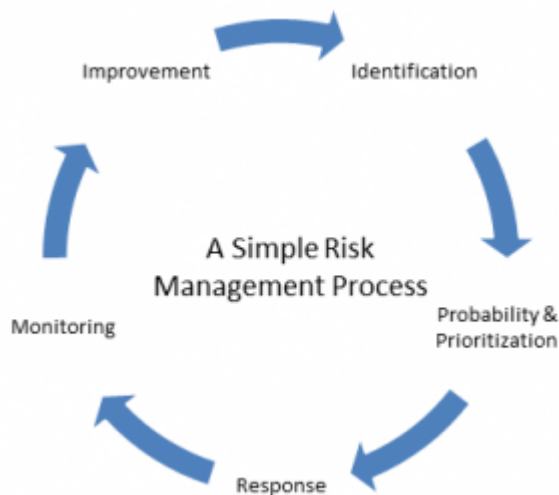 Improvement
Identification
A Simple Risk
Management Process
Probability &
Prioritization
Monitoring
Response